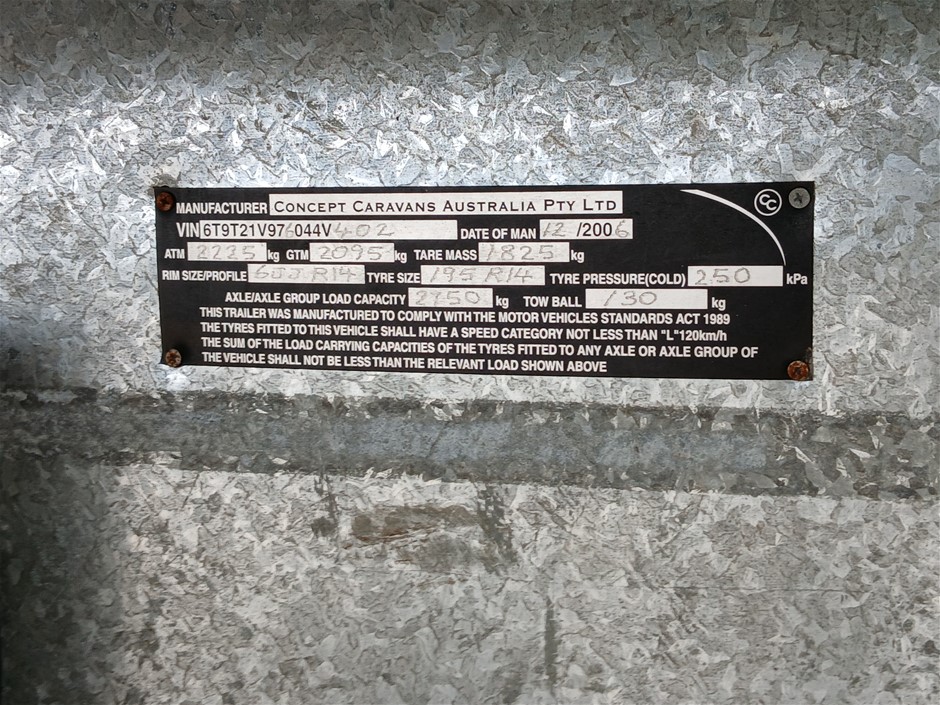 MANUFACTURER CONCEPT CARAVANS AUSTRALIA PTY LTD CC
VIN 6T9T21V976044V402 DATE OF MAN 12/2006
ATM 2225 kg GTM 2095 kg TARE MASS 1825 kg
RIM SIZE/PROFILE 6JJ R14 TYRE SIZE 195 R14 TYRE PRESSURE(COLD) 250 kPa
AXLE/AXLE GROUP LOAD CAPACITY 2150 kg TOW BALL 130 kg
THIS TRAILER WAS MANUFACTURED TO COMPLY WITH THE MOTOR VEHICLES STANDARDS ACT 1989
THE TYRES FITTED TO THIS VEHICLE SHALL HAVE A SPEED CATEGORY NOT LESS THAN "L"120km/h
THE SUM OF THE LOAD CARRYING CAPACITIES OF THE TYRES FITTED TO ANY AXLE OR AXLE GROUP OF
THE VEHICLE SHALL NOT BE LESS THAN THE RELEVANT LOAD SHOWN ABOVE